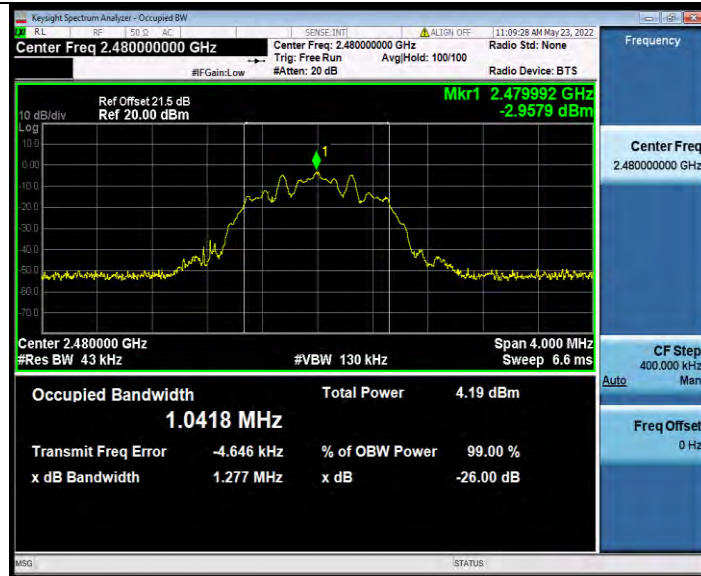 Keysight Spectrum Analyzer - Occupied BW
LXI RL RF 50 Ω AC SENSE:INT ALIGN OFF 11:09:28 AM May 23, 2022
Center Freq 2.480000000 GHz
Center Freq: 2.480000000 GHz
Radio Std: None
Trig: Free Run Avg|Hold: 100/100
#IFGain:Low #Atten: 20 dB Radio Device: BTS
Frequency
Ref Offset 21.5 dB
Mkr1 2.479992 GHz
10 dB/div Ref 20.00 dBm
-2.9579 dBm
Log
10.0
0.00
-10.0
-20.0
-30.0
-40.0
-50.0
-60.0
-70.0
1
Center Freq
2.480000000 GHz
Center 2.480000 GHz Span 4.000 MHz
#Res BW 43 kHz #VBW 130 kHz Sweep 6.6 ms
CF Step
400.000 kHz
Auto Man
Freq Offset
0 Hz
Occupied Bandwidth Total Power 4.19 dBm
1.0418 MHz
Transmit Freq Error -4.646 kHz % of OBW Power 99.00 %
x dB Bandwidth 1.277 MHz x dB -26.00 dB
MSG STATUS